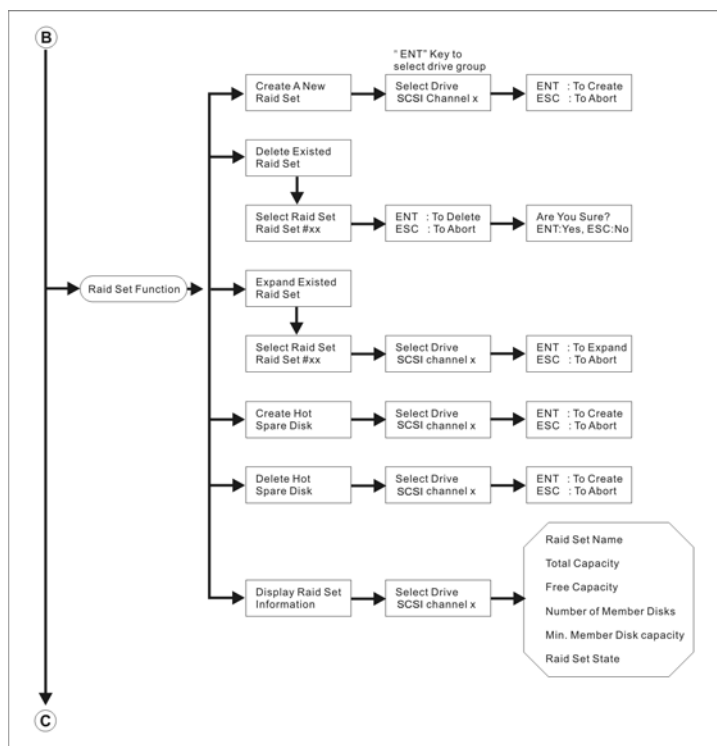 B
" ENT" Key to
select drive group
Create A New
Raid Set
Select Drive
SCSI Channel x
ENT : To Create
ESC : To Abort
Delete Existed
Raid Set
Select Raid Set
Raid Set #xx
ENT : To Delete
ESC : To Abort
Are You Sure?
ENT:Yes, ESC:No
Raid Set Function
Expand Existed
Raid Set
Select Raid Set
Raid Set #xx
Select Drive
SCSI channel x
ENT : To Expand
ESC : To Abort
Create Hot
Spare Disk
Select Drive
SCSI channel x
ENT : To Create
ESC : To Abort
Delete Hot
Spare Disk
Select Drive
SCSI channel x
ENT : To Create
ESC : To Abort
Display Raid Set
Information
Select Drive
SCSI channel x
Raid Set Name
Total Capacity
Free Capacity
Number of Member Disks
Min. Member Disk capacity
Raid Set State
C